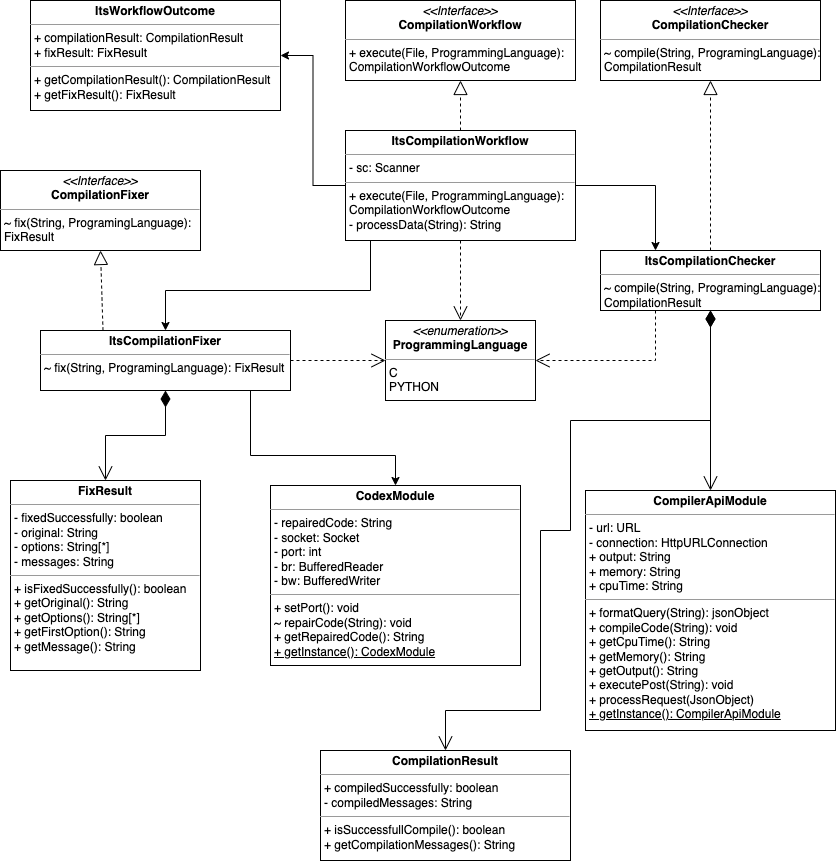 ItsWorkflowOutcome
+ compilationResult: CompilationResult
+ fixResult: FixResult
+ getCompilationResult(): CompilationResult
+ getFixResult(): FixResult
<<Interface>>
CompilationWorkflow
+ execute(File, ProgrammingLanguage):
CompilationWorkflowOutcome
<<Interface>>
CompilationChecker
~ compile(String, ProgramingLanguage):
CompilationResult
ItsCompilationWorkflow
- sc: Scanner
+ execute(File, ProgrammingLanguage):
CompilationWorkflowOutcome
- processData(String): String
<<Interface>>
CompilationFixer
~ fix(String, ProgramingLanguage):
FixResult
ItsCompilationChecker
~ compile(String, ProgramingLanguage):
CompilationResult
ItsCompilationFixer
~ fix(String, ProgramingLanguage): FixResult
<<enumeration>>
ProgrammingLanguage
C
PYTHON
FixResult
- fixedSuccessfully: boolean
- original: String
- options: String[*]
- messages: String
+ isFixedSuccessfully(): boolean
+ getOriginal(): String
+ getOptions(): String[*]
+ getFirstOption(): String
+ getMessage(): String
CodexModule
- repairedCode: String
- socket: Socket
- port: int
- br: BufferedReader
- bw: BufferedWriter
+ setPort(): void
~ repairCode(String): void
+ getRepairedCode(): String
+ getInstance(): CodexModule
CompilerApiModule
- url: URL
- connection: HttpURLConnection
+ output: String
+ memory: String
+ cpuTime: String
+ formatQuery(String): jsonObject
+ compileCode(String): void
+ getCpuTime(): String
+ getMemory(): String
+ getOutput(): String
+ executePost(String): void
+ processRequest(JsonObject)
+ getInstance(): CompilerApiModule
CompilationResult
+ compiledSuccessfully: boolean
- compiledMessages: String
+ isSuccessfullCompile(): boolean
+ getCompilationMessages(): String